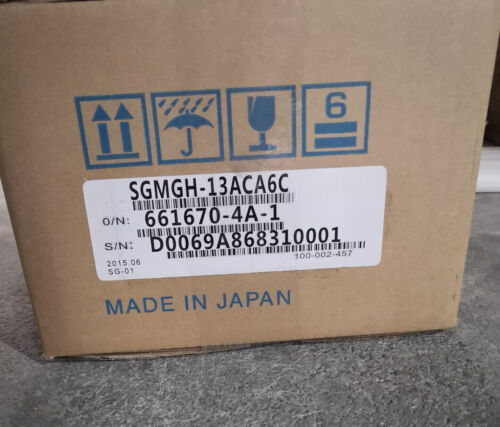 6
SGMGH-13ACA6C
O/N: 661670-4A-1
S/N: D0069A868310001
2015.06 100-002-457
SG-01
MADE IN JAPAN